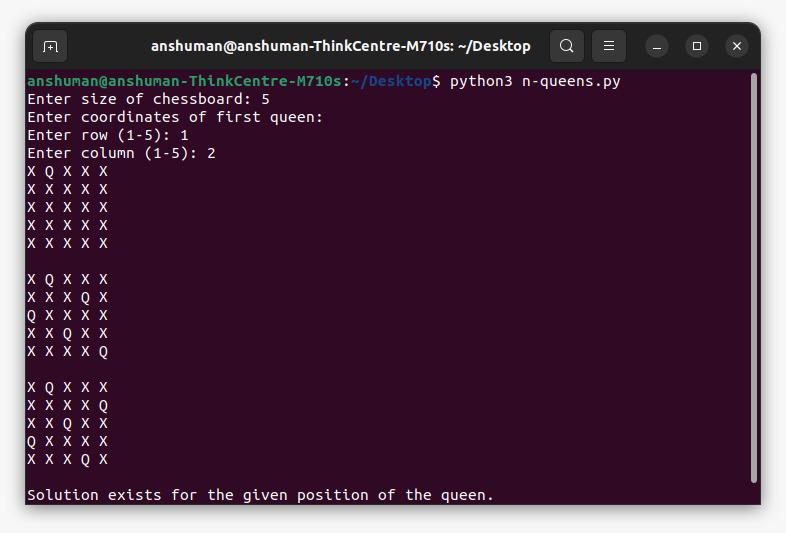 anshuman@anshuman-ThinkCentre-M710s: ~/Desktop
anshuman@anshuman-ThinkCentre-M710s:~/Desktop$ python3 n-queens.py
Enter size of chessboard: 5
Enter coordinates of first queen:
Enter row (1-5): 1
Enter column (1-5): 2
X Q X X X
X X X X X
X X X X X
X X X X X
X X X X X

X Q X X X
X X X Q X
Q X X X X
X X Q X X
X X X X Q

X Q X X X
X X X X Q
X X Q X X
Q X X X X
X X X Q X

Solution exists for the given position of the queen.